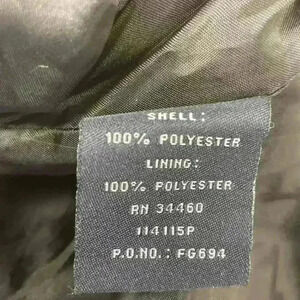 SHELL:
100% POLYESTER
LINING:
100% POLYESTER
RN 34460
114115P
P.O.NO.: FG694